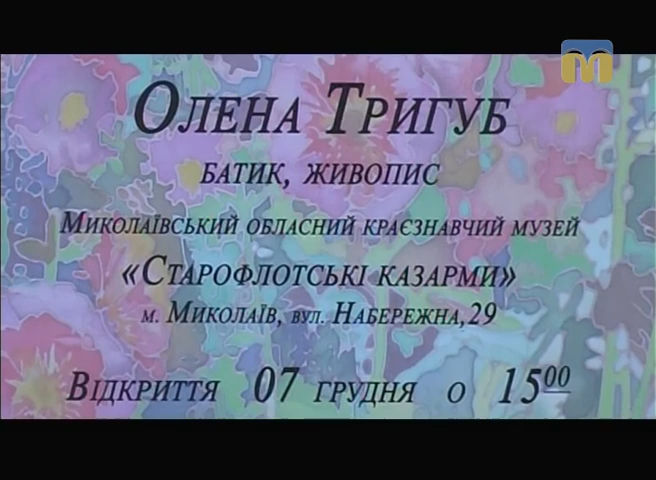 ОЛЕНА ТРИГУБ
БАТИК, ЖИВОПИС
МИКОЛАЇВСЬКИЙ ОБЛАСНИЙ КРАЄЗНАВЧИЙ МУЗЕЙ
«СТАРОФЛОТСЬКІ КАЗАРМИ»
М. МИКОЛАЇВ, ВУЛ. НАБЕРЕЖНА,29
ВІДКРИТТЯ 07 ГРУДНЯ О 15⁰⁰